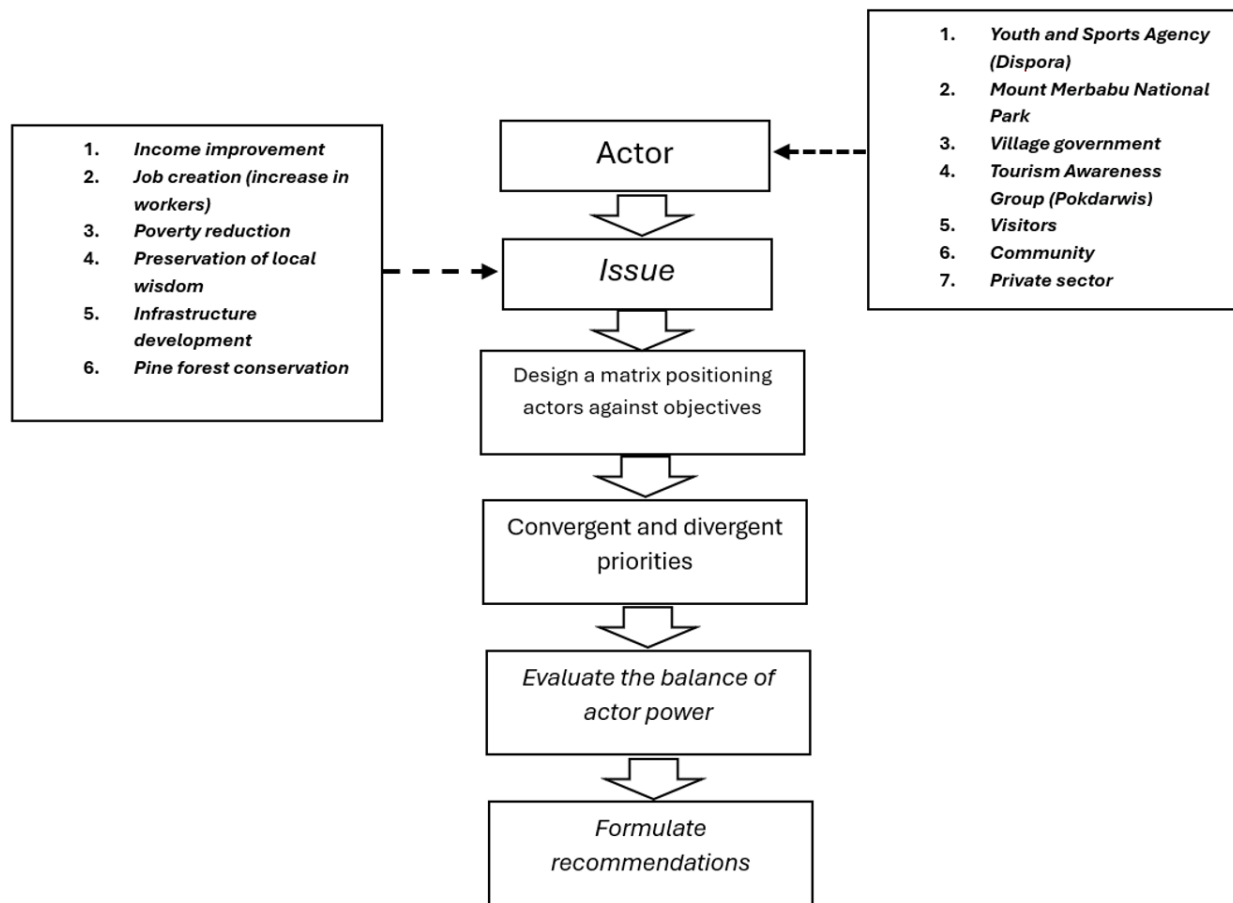 Actor
1. Youth and Sports Agency
(Dispora)
2. Mount Merbabu National
Park
3. Village government
4. Tourism Awareness
Group (Pokdarwis)
5. Visitors
6. Community
7. Private sector
Issue
1. Income improvement
2. Job creation (increase in
workers)
3. Poverty reduction
4. Preservation of local
wisdom
5. Infrastructure
development
6. Pine forest conservation
Design a matrix positioning
actors against objectives
Convergent and divergent
priorities
Evaluate the balance of
actor power
Formulate
recommendations